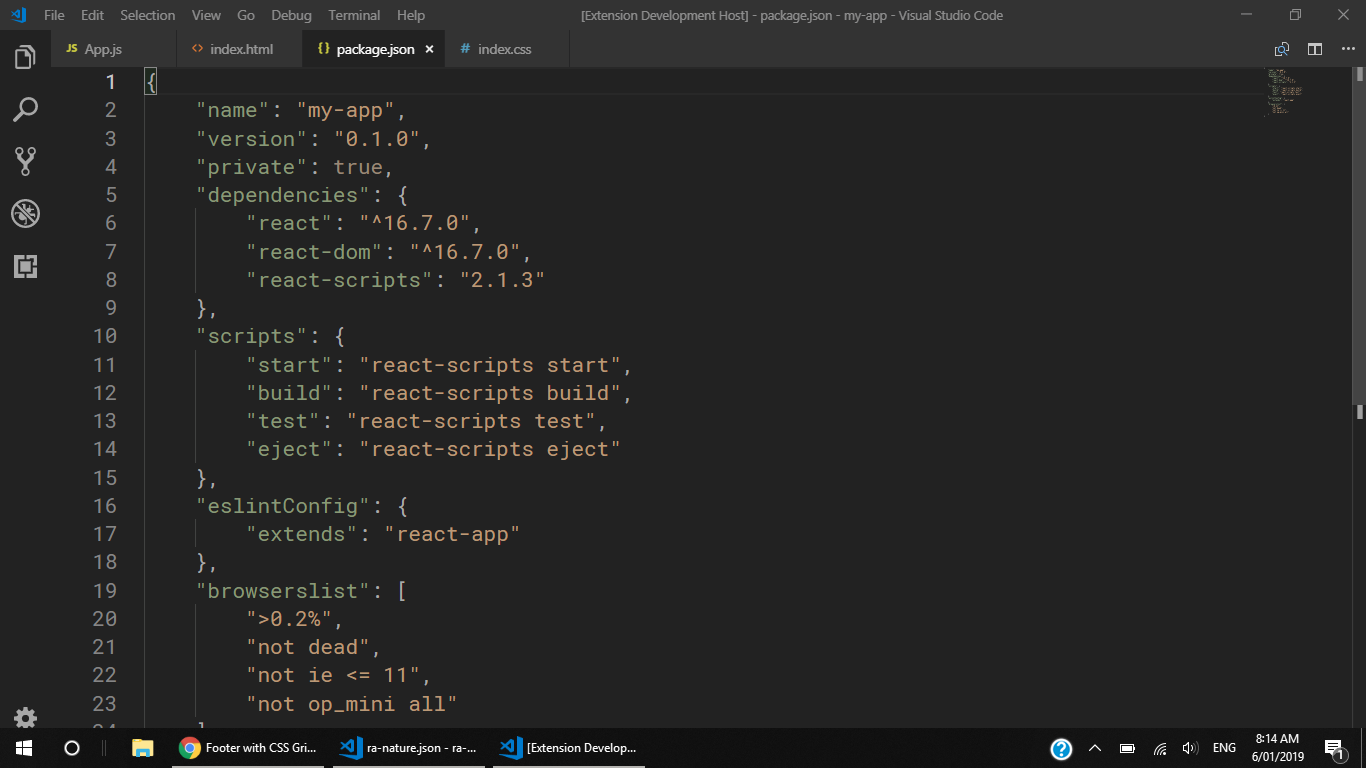 File Edit Selection View Go Debug Terminal Help [Extension Development Host] - package.json - my-app - Visual Studio Code
JS App.js <> index.html {} package.json × # index.css
1 {
2 "name": "my-app",
3 "version": "0.1.0",
4 "private": true,
5 "dependencies": {
6 "react": "^16.7.0",
7 "react-dom": "^16.7.0",
8 "react-scripts": "2.1.3"
9 },
10 "scripts": {
11 "start": "react-scripts start",
12 "build": "react-scripts build",
13 "test": "react-scripts test",
14 "eject": "react-scripts eject"
15 },
16 "eslintConfig": {
17 "extends": "react-app"
18 },
19 "browserslist": [
20 ">0.2%",
21 "not dead",
22 "not ie <= 11",
23 "not op_mini all"
Footer with CSS Gri... ra-nature.json - ra-... [Extension Develop... ENG 8:14 AM
6/01/2019 1